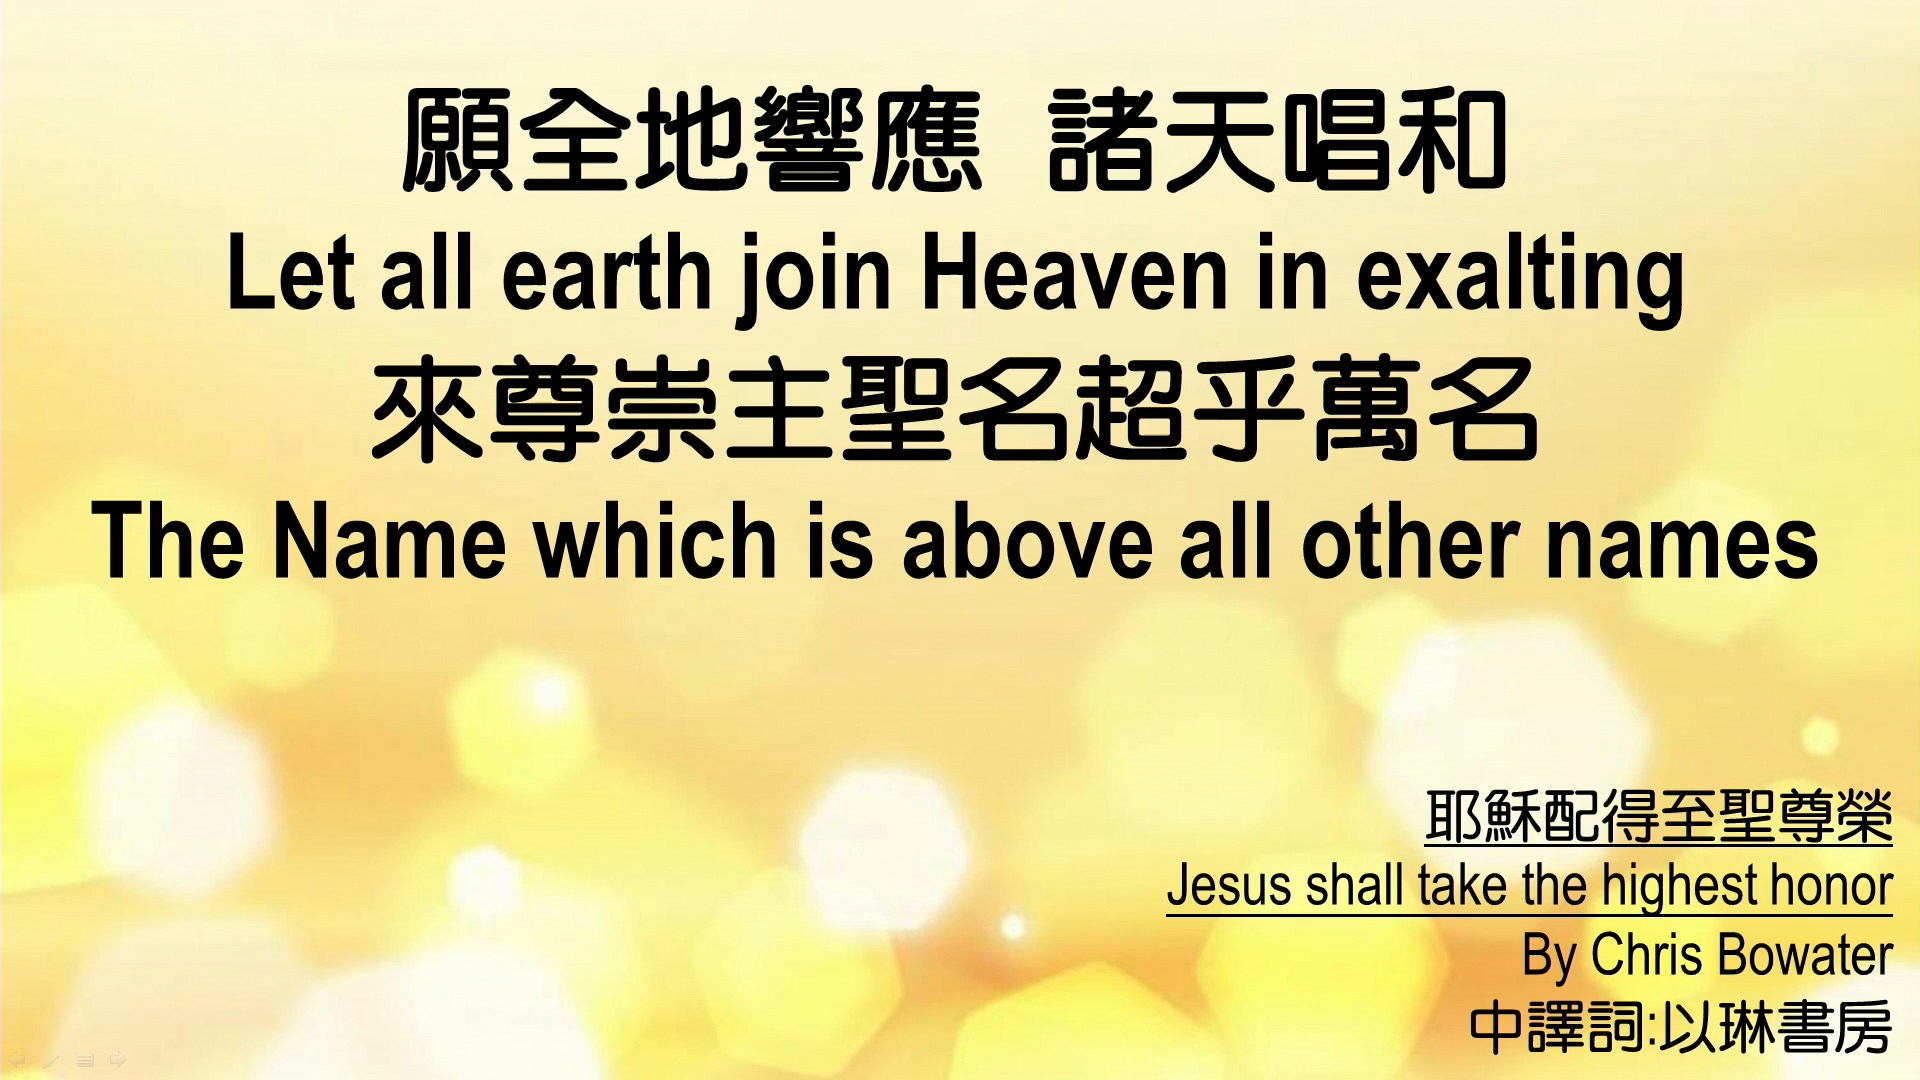 願全地響應 諸天唱和
Let all earth join Heaven in exalting
來尊崇主聖名超乎萬名
The Name which is above all other names
耶穌配得至聖尊榮
Jesus shall take the highest honor
By Chris Bowater
中譯詞:以琳書房